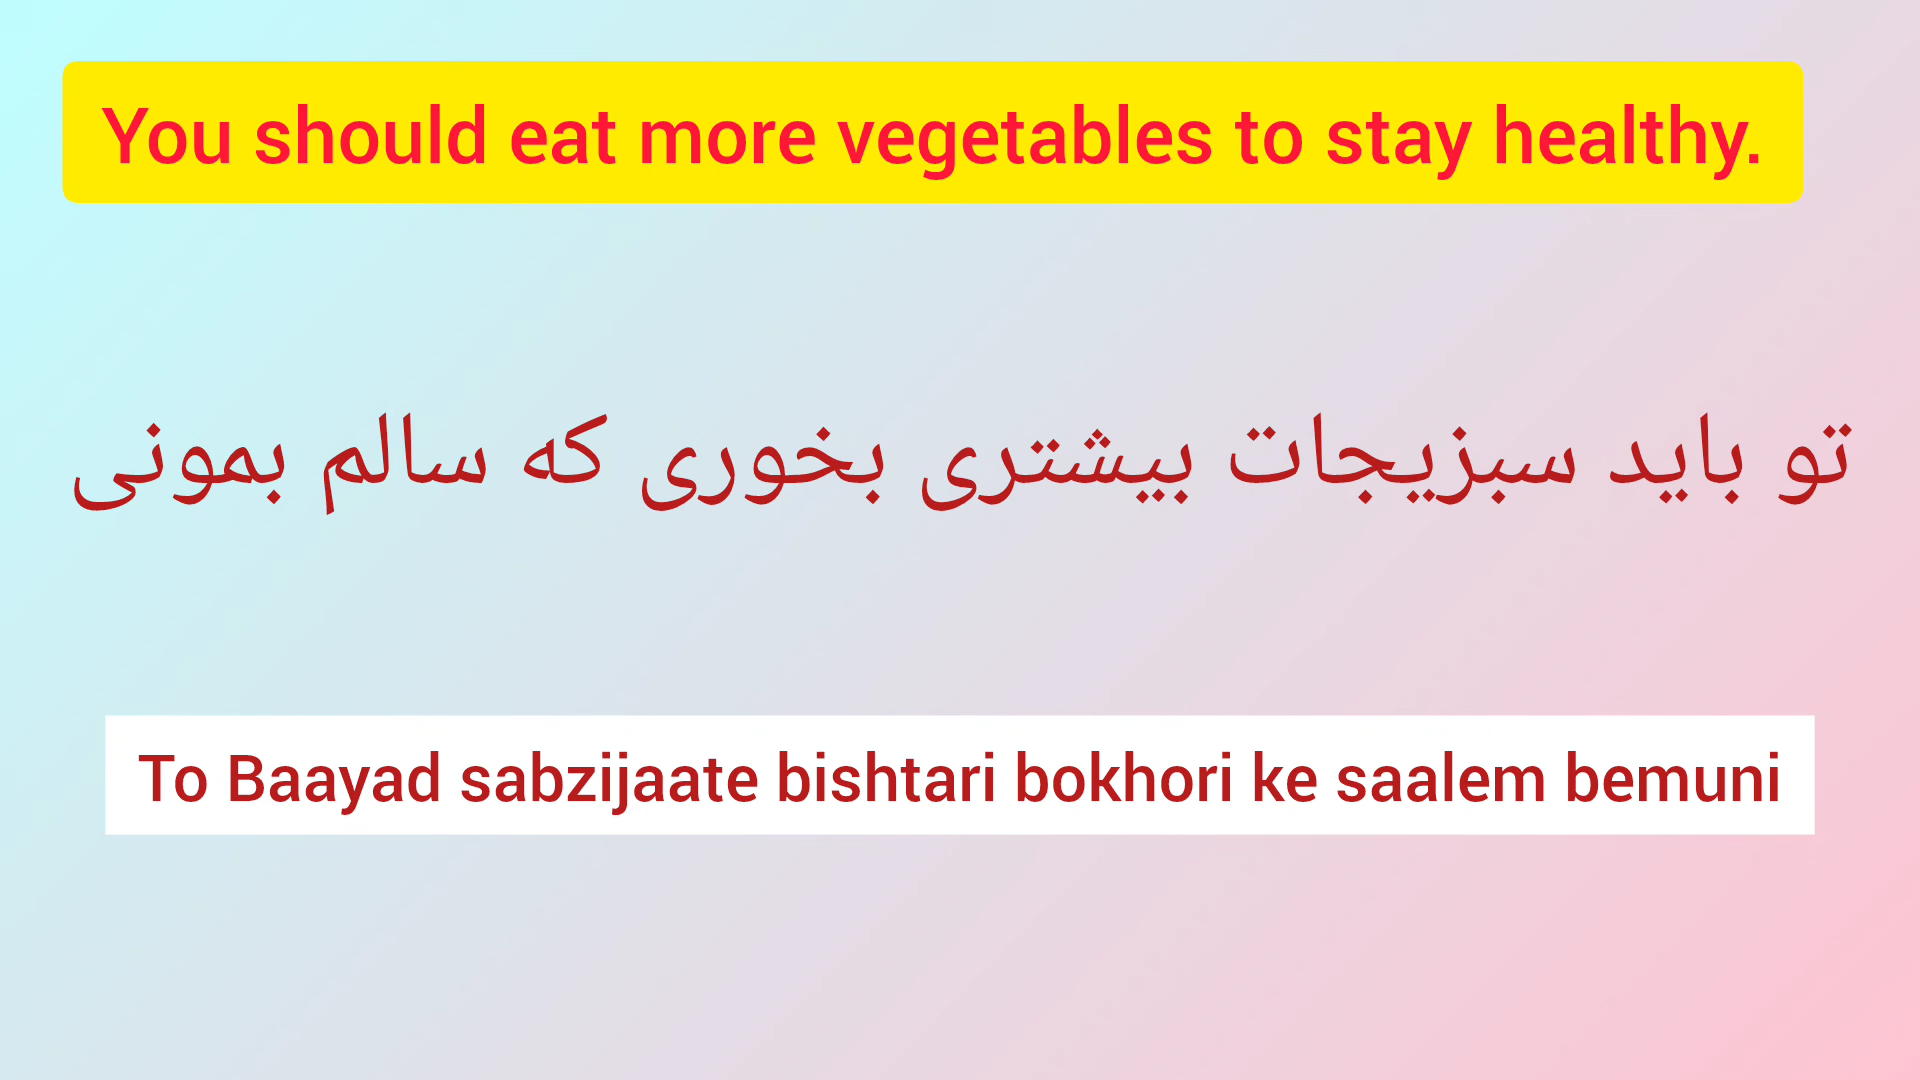 You should eat more vegetables to stay healthy.
تو باید سبزیجات بیشتری بخوری که سالم بمونی
To Baayad sabzijaate bishtari bokhori ke saalem bemuni